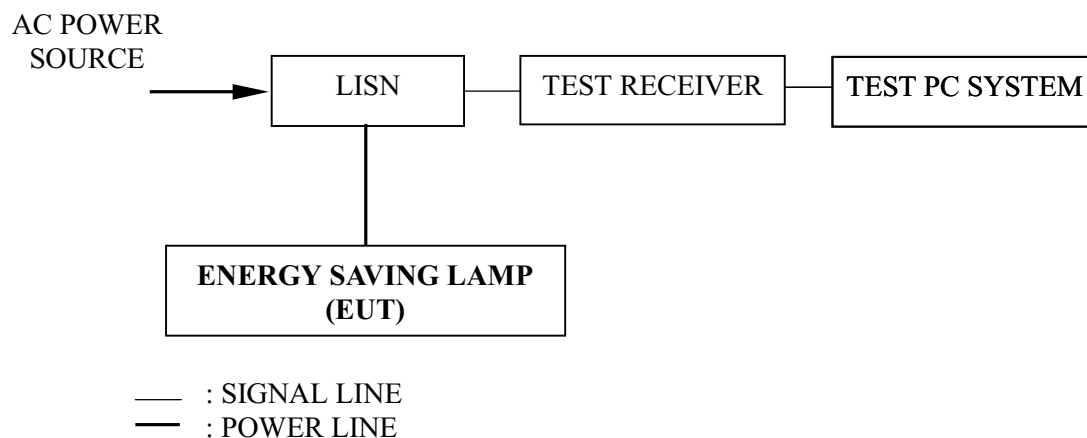 AC POWER
SOURCE
LISN
TEST RECEIVER
TEST PC SYSTEM
ENERGY SAVING LAMP
(EUT)
: SIGNAL LINE
: POWER LINE